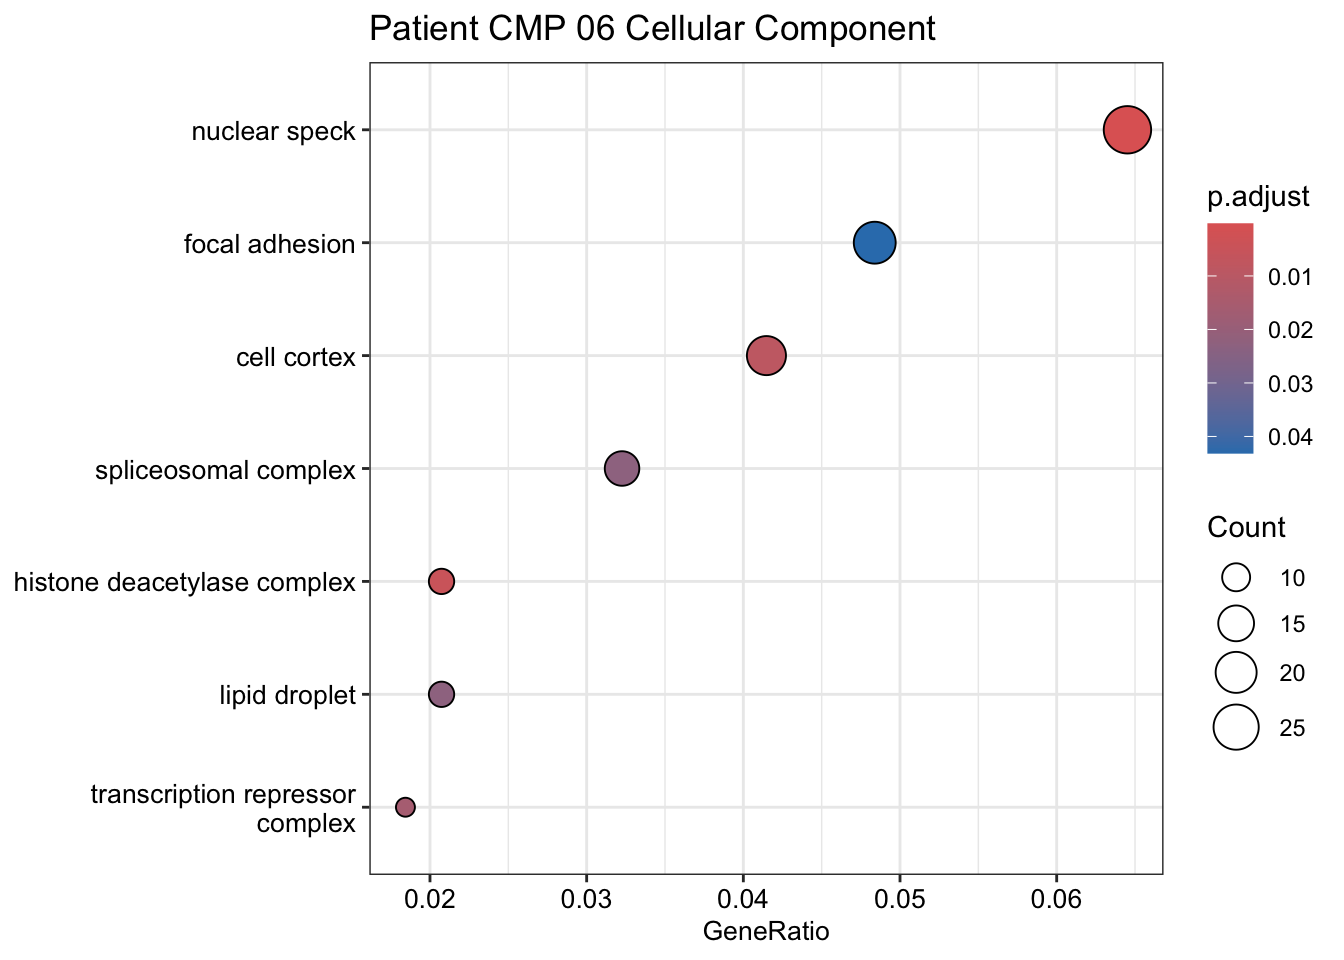 Patient CMP 06 Cellular Component
nuclear speck
focal adhesion
cell cortex
spliceosomal complex
histone deacetylase complex
lipid droplet
transcription repressor
complex
0.02
0.03
0.04
0.05
0.06
GeneRatio
p.adjust
0.01
0.02
0.03
0.04
Count
10
15
20
25